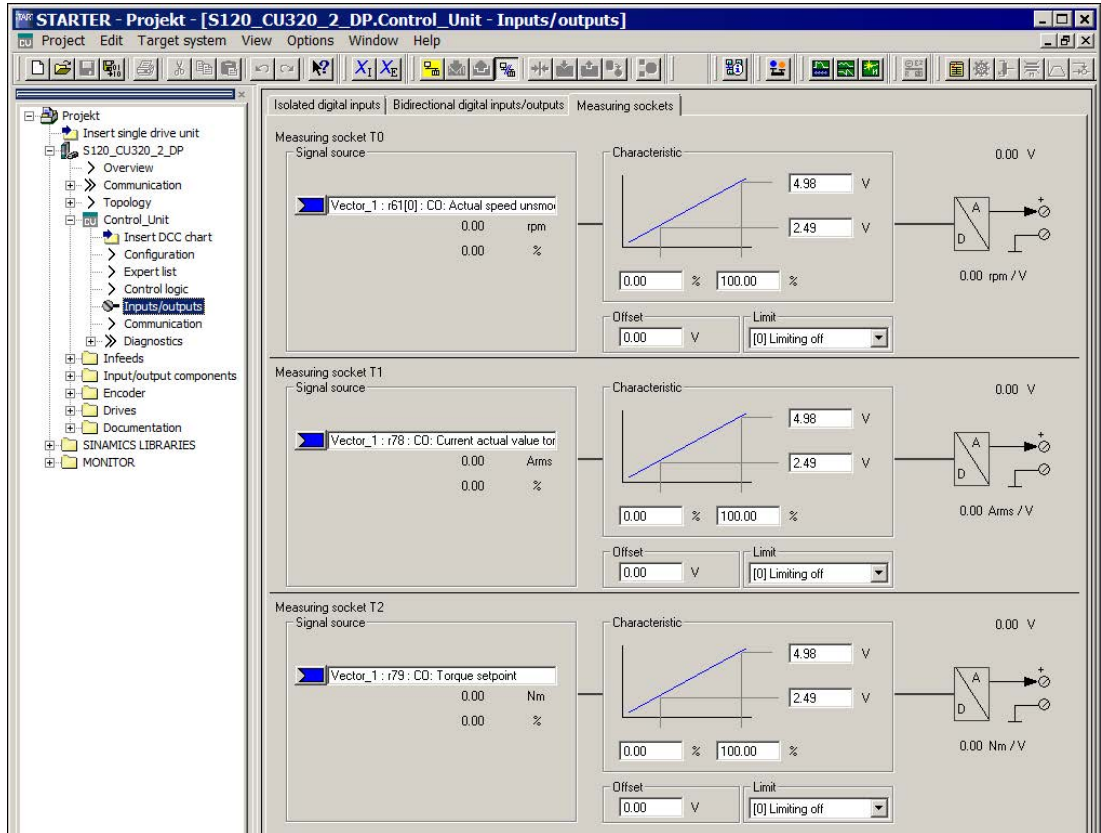 STARTER - Projekt - [S120_CU320_2_DP.Control_Unit - Inputs/outputs]
Project Edit Target system View Options Window Help
Projekt
Insert single drive unit
S120_CU320_2_DP
Overview
Communication
Topology
Control_Unit
Insert DCC chart
Configuration
Expert list
Control logic
Inputs/outputs
Communication
Diagnostics
Infeeds
Input/output components
Encoder
Drives
Documentation
SINAMICS LIBRARIES
MONITOR
Isolated digital inputs Bidirectional digital inputs/outputs Measuring sockets
Measuring socket T0
Signal source
Vector_1 : r61[0] : CO: Actual speed unsmo
0.00 rpm
0.00 %
Characteristic
4.98 V
2.49 V
0.00 % 100.00 %
Offset
0.00 V
Limit
[0] Limiting off
0.00 V
A
D
+
0.00 rpm / V
Measuring socket T1
Signal source
Vector_1 : r78 : CO: Current actual value tor
0.00 Arms
0.00 %
Characteristic
4.98 V
2.49 V
0.00 % 100.00 %
Offset
0.00 V
Limit
[0] Limiting off
0.00 V
A
D
+
0.00 Arms / V
Measuring socket T2
Signal source
Vector_1 : r79 : CO: Torque setpoint
0.00 Nm
0.00 %
Characteristic
4.98 V
2.49 V
0.00 % 100.00 %
Offset
0.00 V
Limit
[0] Limiting off
0.00 V
A
D
+
0.00 Nm / V